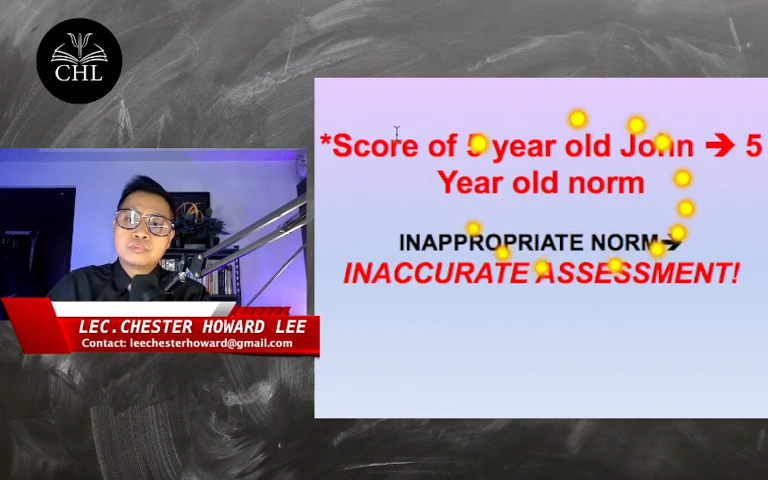 CHL
*Score of 5 year old John ➔ 5
Year old norm
INAPPROPRIATE NORM➔
INACCURATE ASSESSMENT!
LEC.CHESTER HOWARD LEE
Contact: leechesterhoward@gmail.com